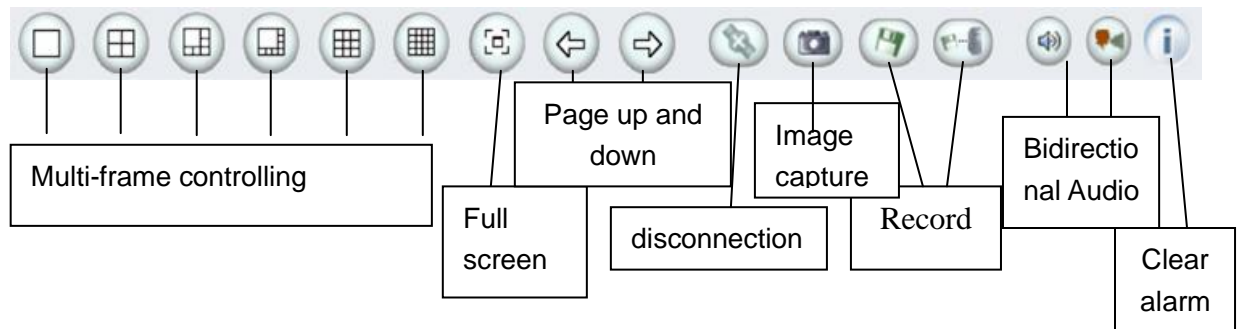 Multi-frame controlling
Full
screen
Page up and
down
disconnection
Image
capture
Record
Bidirectio
nal Audio
Clear
alarm